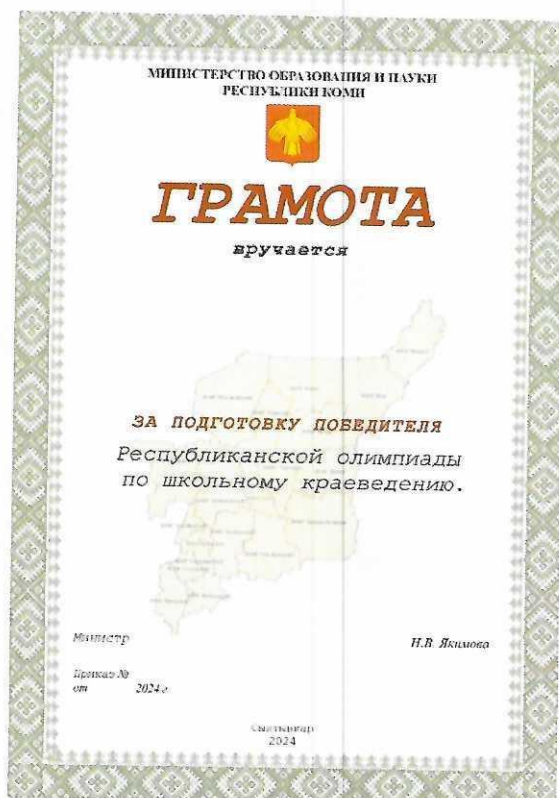 МИНИСТЕРСТВО ОБРАЗОВАНИЯ И НАУКИ
РЕСПУБЛИКИ КОМИ
ГРАМОТА
вручается
ЗА ПОДГОТОВКУ ПОБЕДИТЕЛЯ
Республиканской олимпиады
по школьному краеведению.
Министр
Н.В. Якимова
Приказ №
от 2024 г.
Сыктывкар
2024